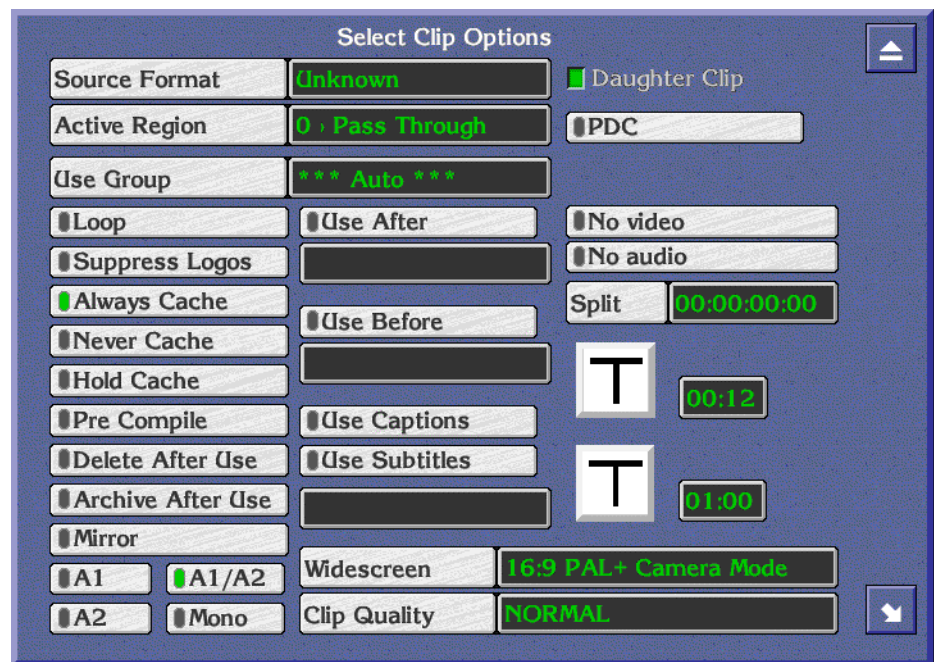 Select Clip Options
Source Format Unknown Daughter Clip
Active Region 0 › Pass Through PDC
Use Group *** Auto ***
Loop Use After No video
Suppress Logos No audio
Always Cache Split 00:00:00:00
Use Before
Never Cache
Hold Cache T 00:12
Pre Compile Use Captions
Delete After Use Use Subtitles
Archive After Use T 01:00
Mirror
A1 A1/A2 Widescreen 16:9 PAL+ Camera Mode
A2 Mono Clip Quality NORMAL